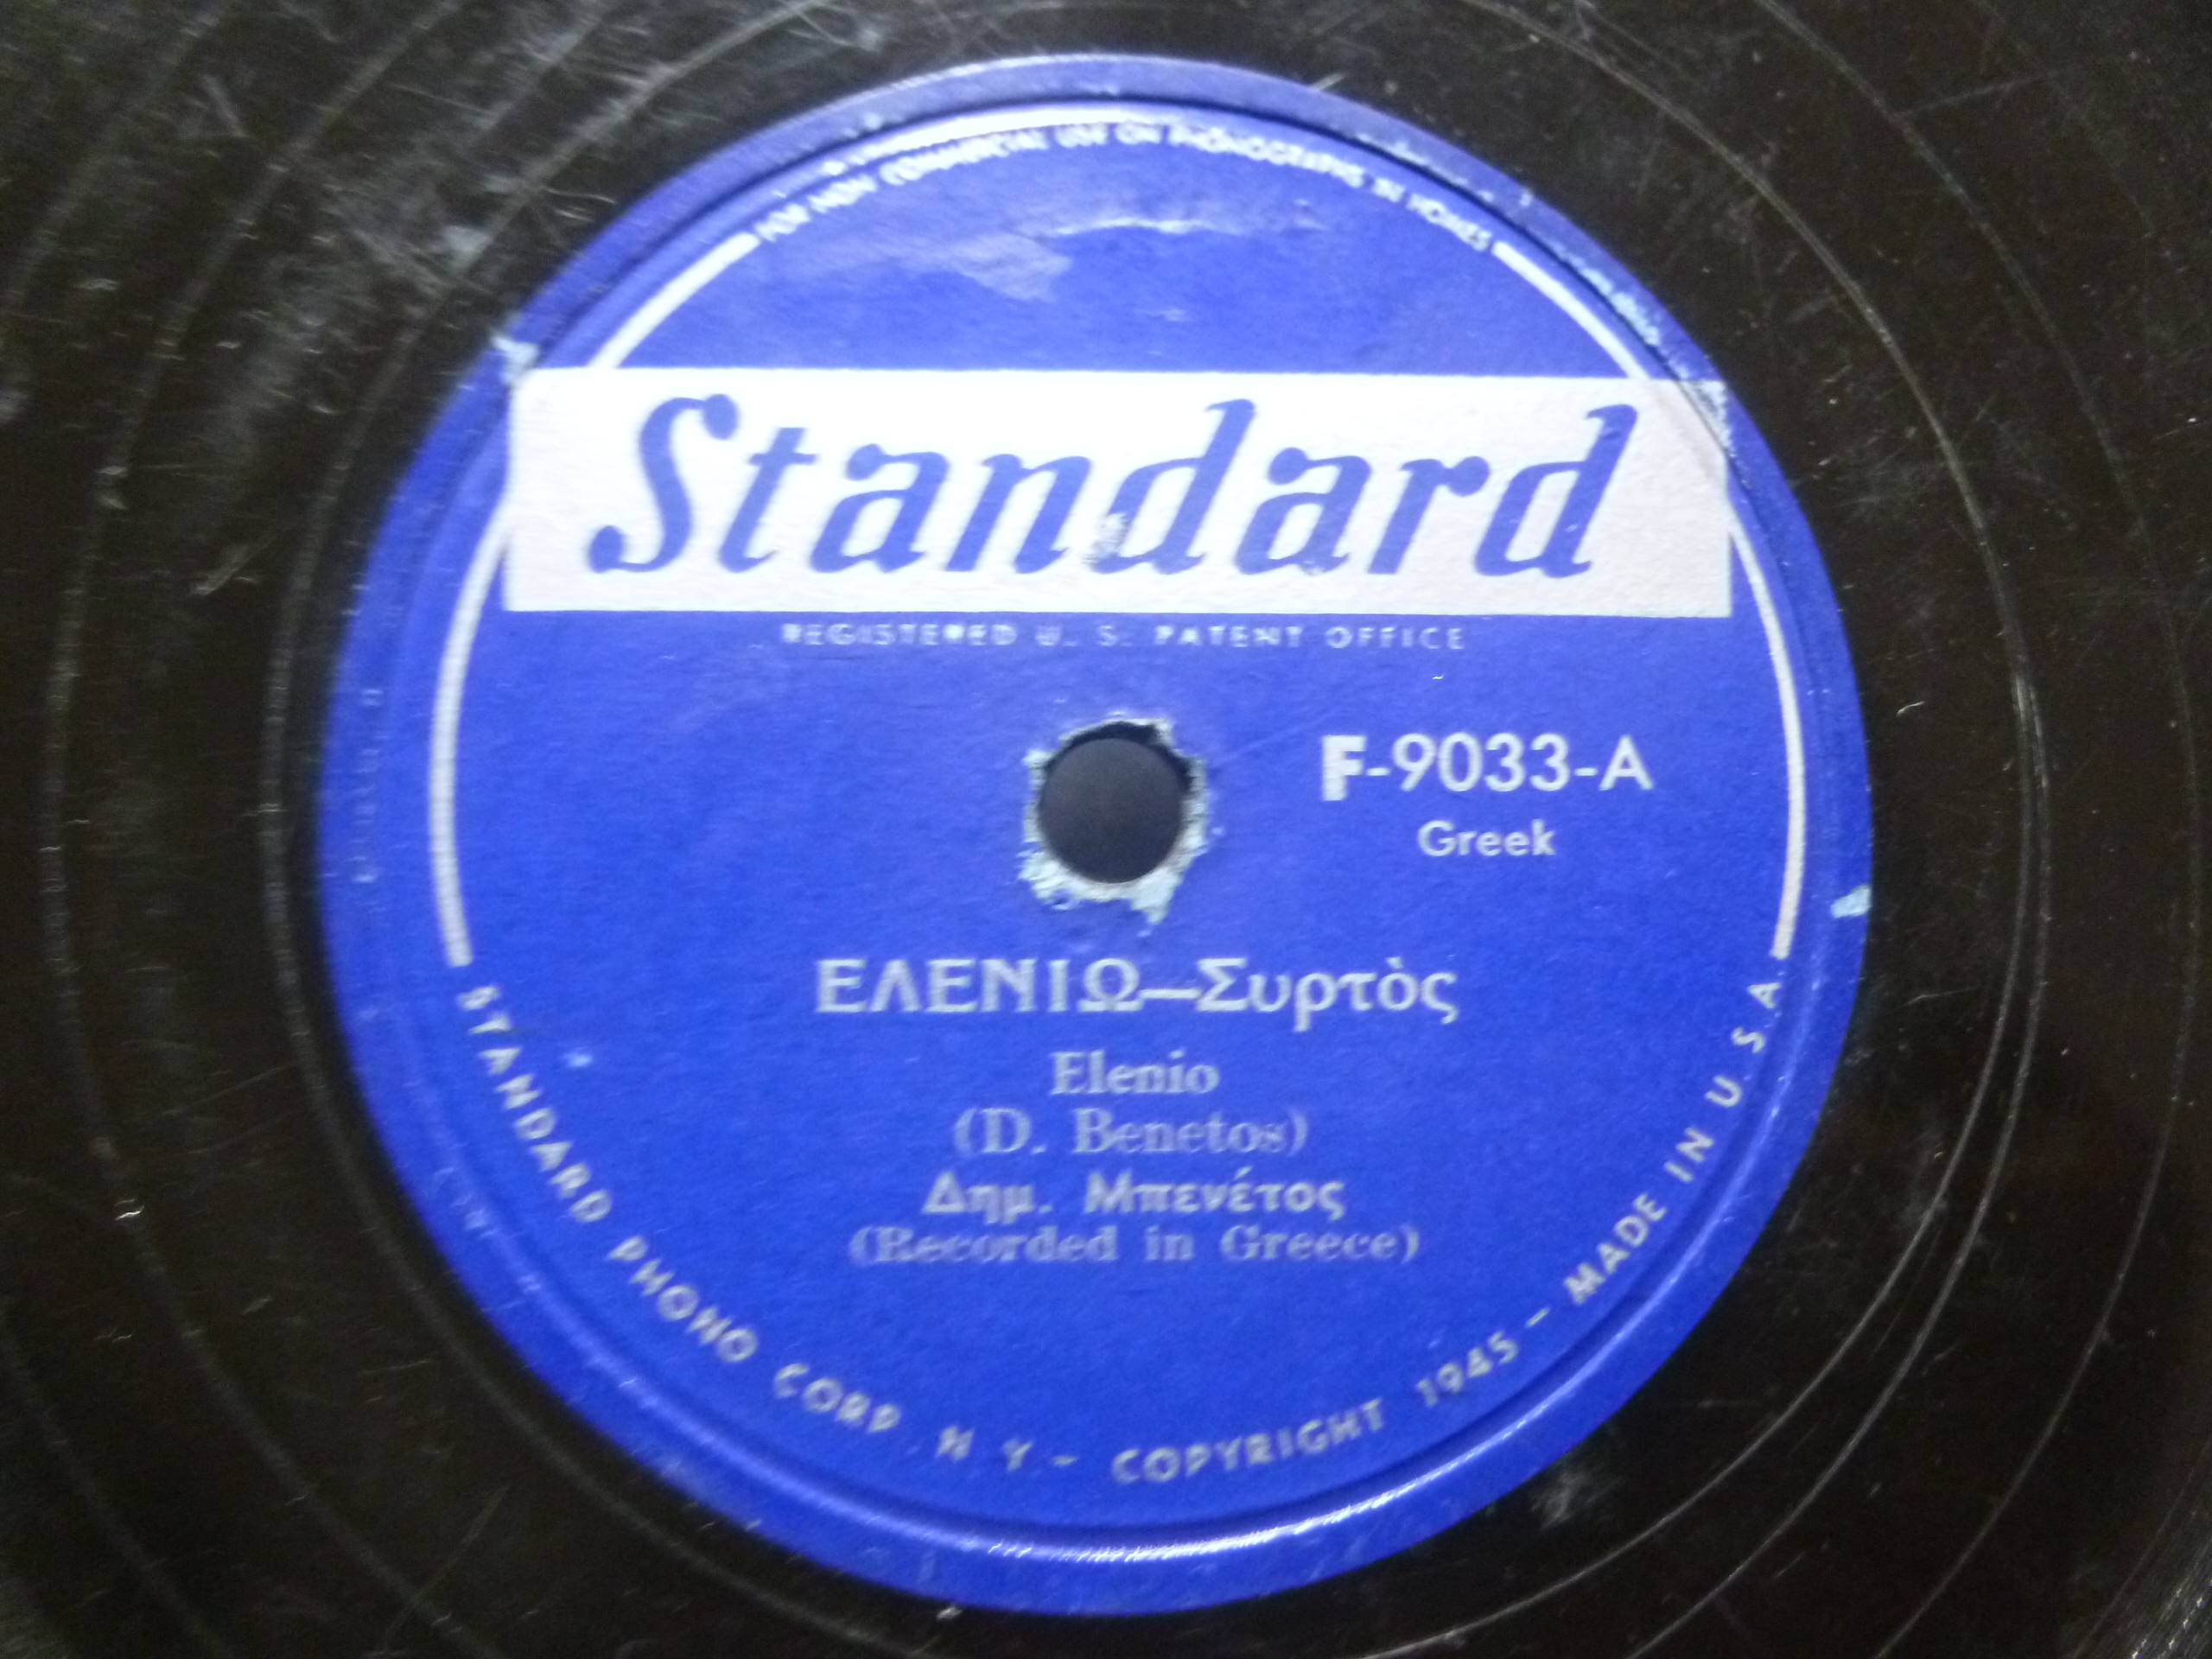 FOR NON COMMERCIAL USE ON PHONOGRAPHS IN HOMES
Standard
REGISTERED U. S. PATENT OFFICE
F-9033-A
Greek
ΕΛΕΝΙΩ—Συρτὸς
Elenio
(D. Benetos)
Δημ. Μπενέτος
(Recorded in Greece)
STANDARD PHONO CORP. N. Y. - COPYRIGHT 1945 - MADE IN U. S. A.